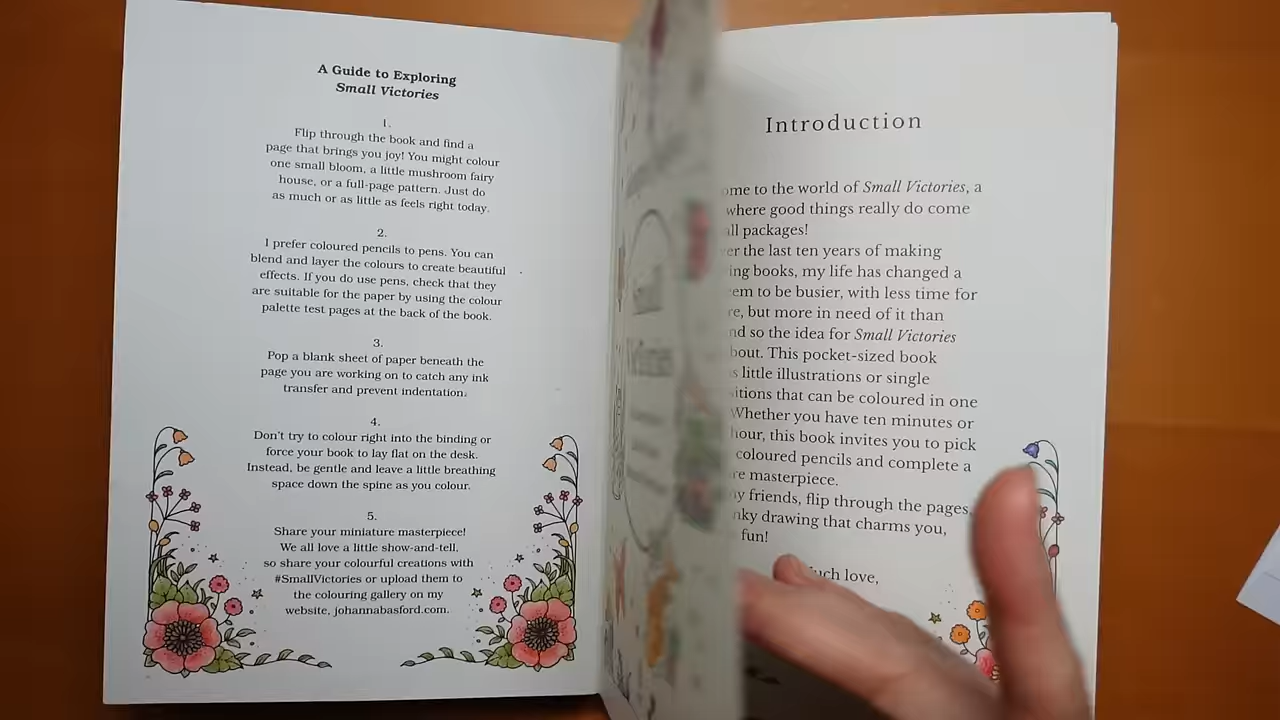 A Guide to Exploring
Small Victories
1.
Flip through the book and find a
page that brings you joy! You might colour
one small bloom, a little mushroom fairy
house, or a full-page pattern. Just do
as much or as little as feels right today.
2.
I prefer coloured pencils to pens. You can
blend and layer the colours to create beautiful
effects. If you do use pens, check that they
are suitable for the paper by using the colour
palette test pages at the back of the book.
3.
Pop a blank sheet of paper beneath the
page you are working on to catch any ink
transfer and prevent indentation.
4.
Don't try to colour right into the binding or
force your book to lay flat on the desk.
Instead, be gentle and leave a little breathing
space down the spine as you colour.
5.
Share your miniature masterpiece!
We all love a little show-and-tell,
so share your colourful creations with
#SmallVictories or upload them to
the colouring gallery on my
website, johannabasford.com.
Introduction
to the world of Small Victories, a
where good things really do come
packages!
the last ten years of making
books, my life has changed a
to be busier, with less time for
but more in need of it than
so the idea for Small Victories
This pocket-sized book
little illustrations or single
that can be coloured in one
Whether you have ten minutes or
hour, this book invites you to pick
coloured pencils and complete a
masterpiece.
friends, flip through the pages,
drawing that charms you,
fun!
love,